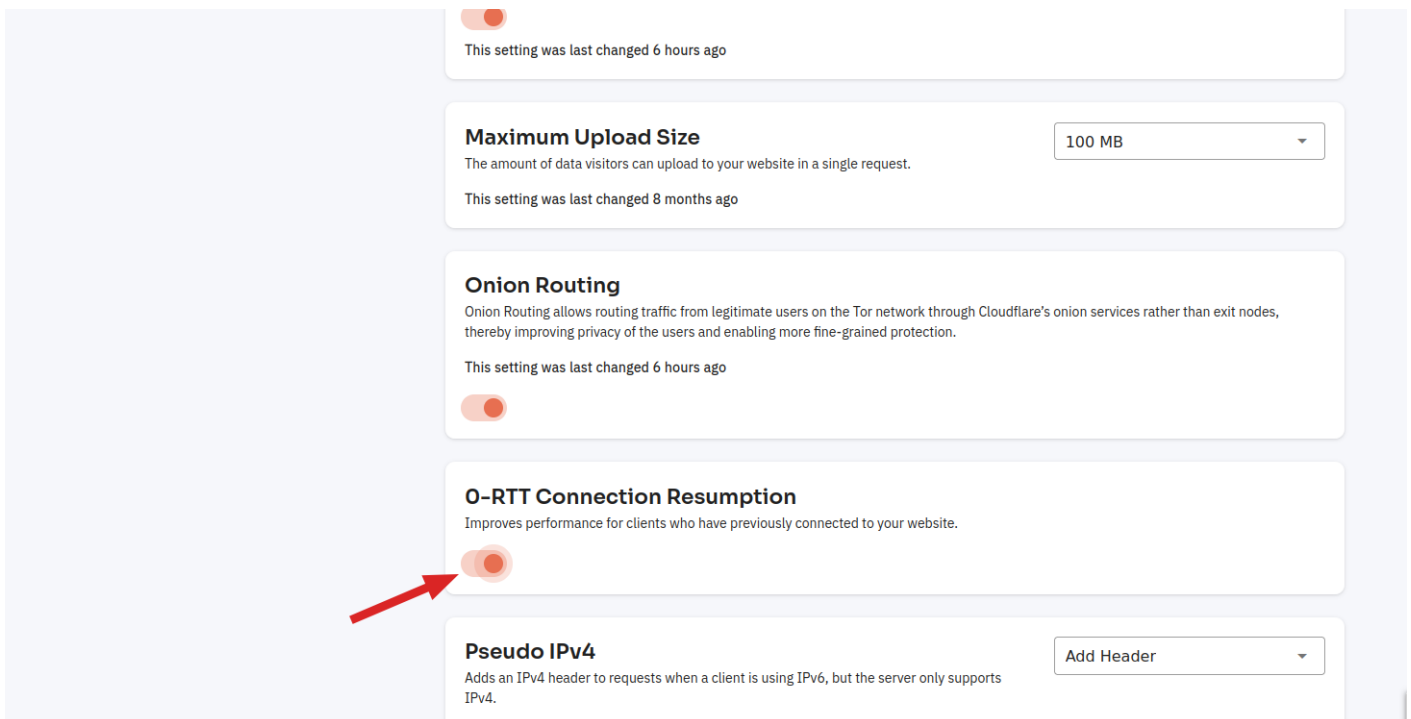 This setting was last changed 6 hours ago
Maximum Upload Size
100 MB
The amount of data visitors can upload to your website in a single request.
This setting was last changed 8 months ago
Onion Routing
Onion Routing allows routing traffic from legitimate users on the Tor network through Cloudflare's onion services rather than exit nodes,
thereby improving privacy of the users and enabling more fine-grained protection.
This setting was last changed 6 hours ago
0-RTT Connection Resumption
Improves performance for clients who have previously connected to your website.
Pseudo IPv4
Add Header
Adds an IPv4 header to requests when a client is using IPv6, but the server only supports
IPv4.